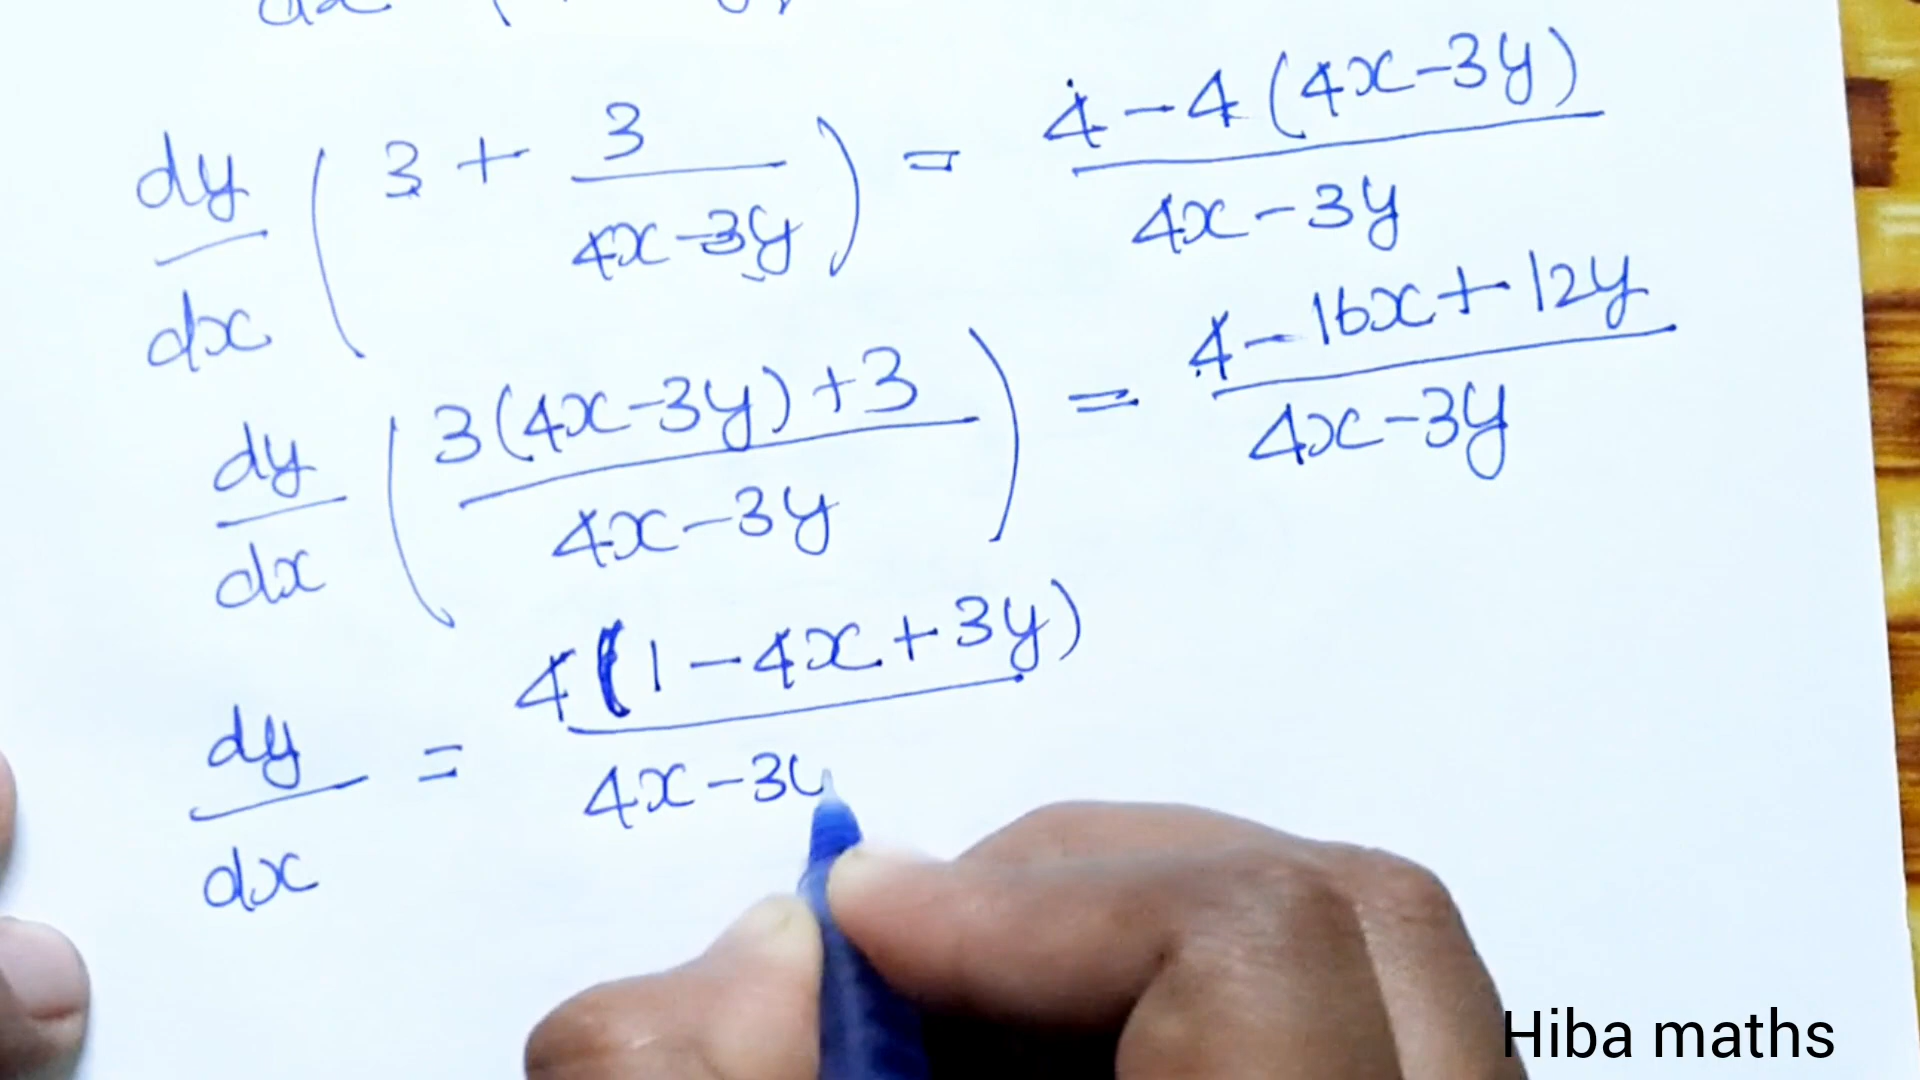 dy/dx ( 3 + 3/(4x-3y) ) = (4-4(4x-3y))/(4x-3y)
dy/dx ( (3(4x-3y)+3)/(4x-3y) ) = (4-16x+12y)/(4x-3y)
dy/dx = 4(1-4x+3y)/(4x-3
Hiba maths